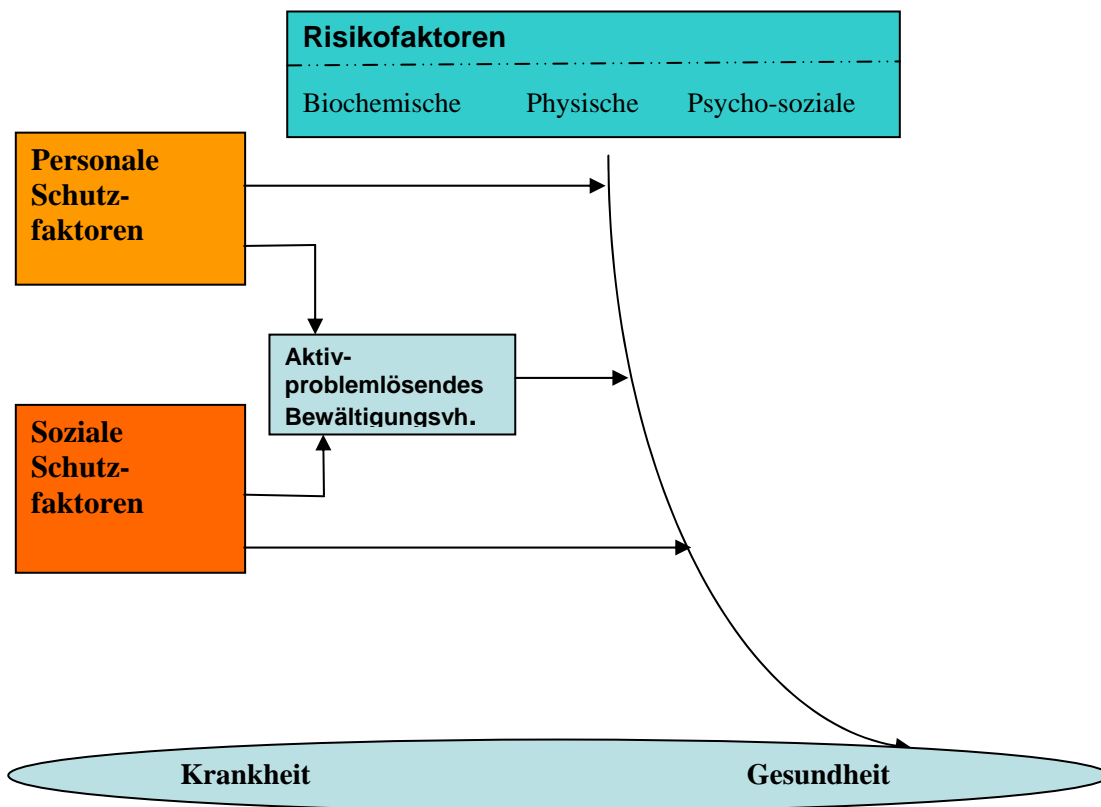 Risikofaktoren
Biochemische Physische Psycho-soziale
Personale
Schutz-
faktoren
Aktiv-
problemlösendes
Bewältigungsvh.
Soziale
Schutz-
faktoren
Krankheit Gesundheit